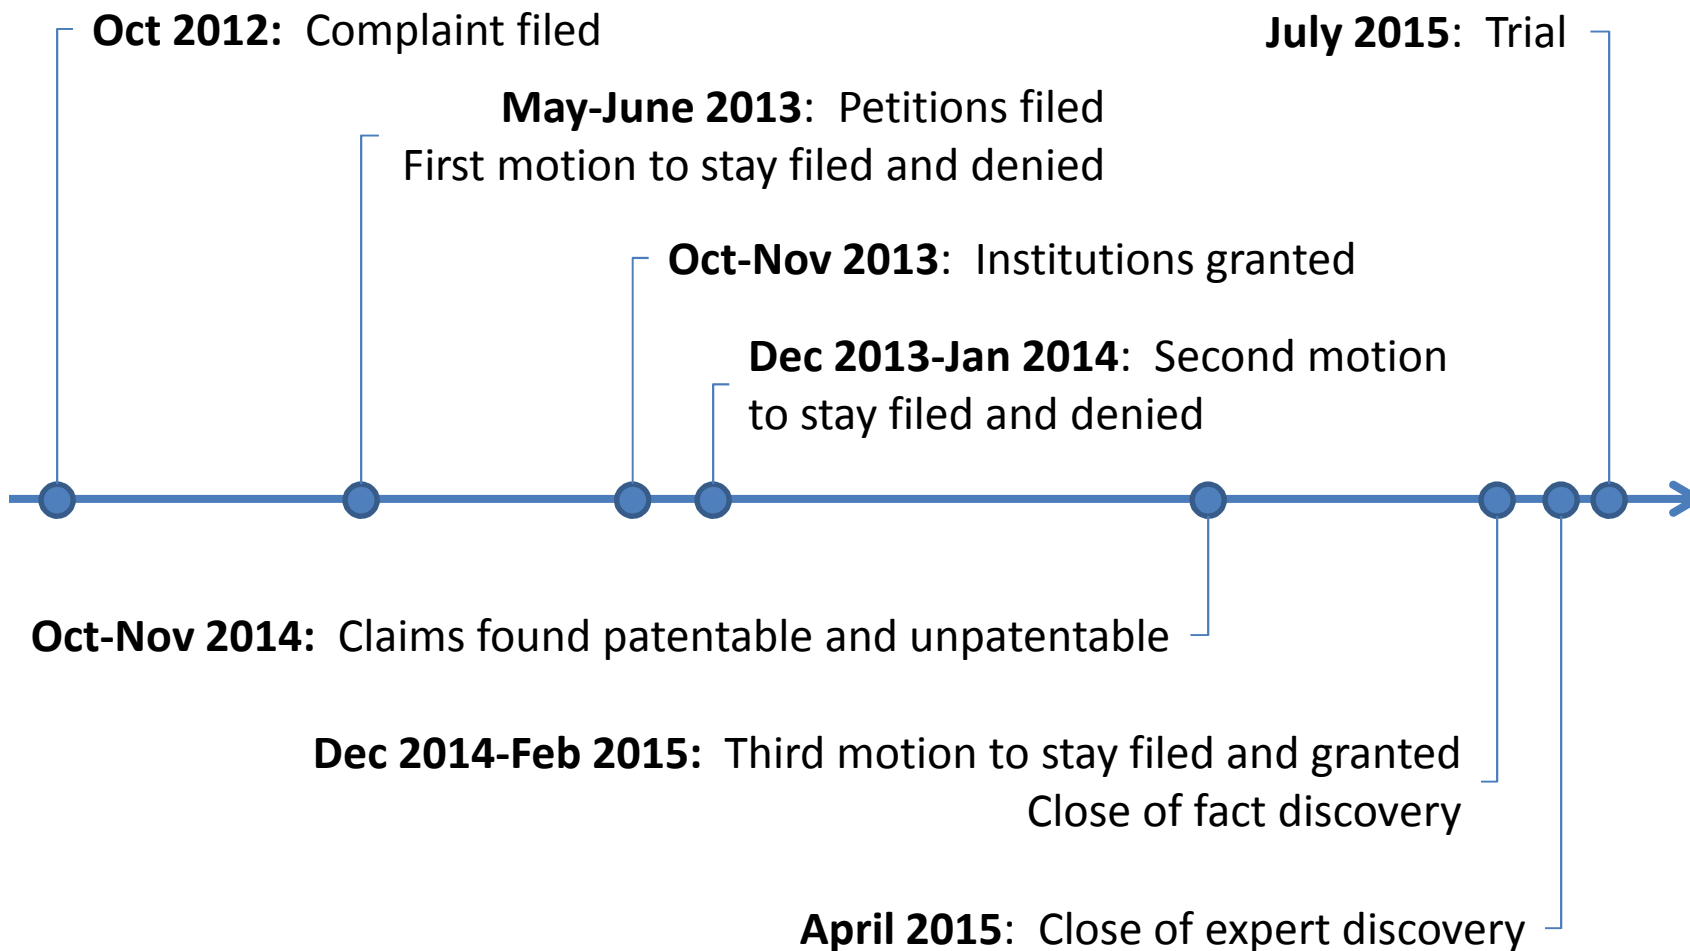 Oct 2012: Complaint filed
July 2015: Trial
May-June 2013: Petitions filed
First motion to stay filed and denied
Oct-Nov 2013: Institutions granted
Dec 2013-Jan 2014: Second motion
to stay filed and denied
Oct-Nov 2014: Claims found patentable and unpatentable
Dec 2014-Feb 2015: Third motion to stay filed and granted
Close of fact discovery
April 2015: Close of expert discovery